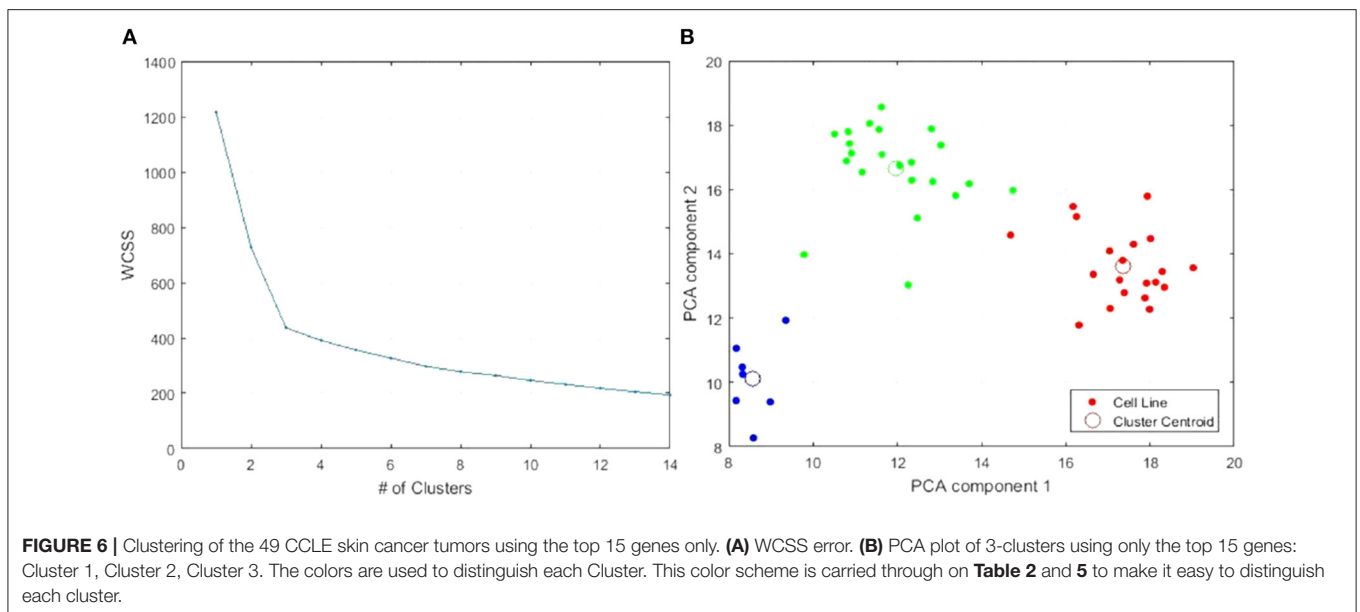 A
1400
1200
1000
800
600
400
200
0
WCSS
0 2 4 6 8 10 12 14
# of Clusters
B
20
18
16
14
12
10
8
PCA component 2
Cell Line
Cluster Centroid
8 10 12 14 16 18 20
PCA component 1
FIGURE 6 | Clustering of the 49 CCLE skin cancer tumors using the top 15 genes only. (A) WCSS error. (B) PCA plot of 3-clusters using only the top 15 genes:
Cluster 1, Cluster 2, Cluster 3. The colors are used to distinguish each Cluster. This color scheme is carried through on Table 2 and 5 to make it easy to distinguish
each cluster.